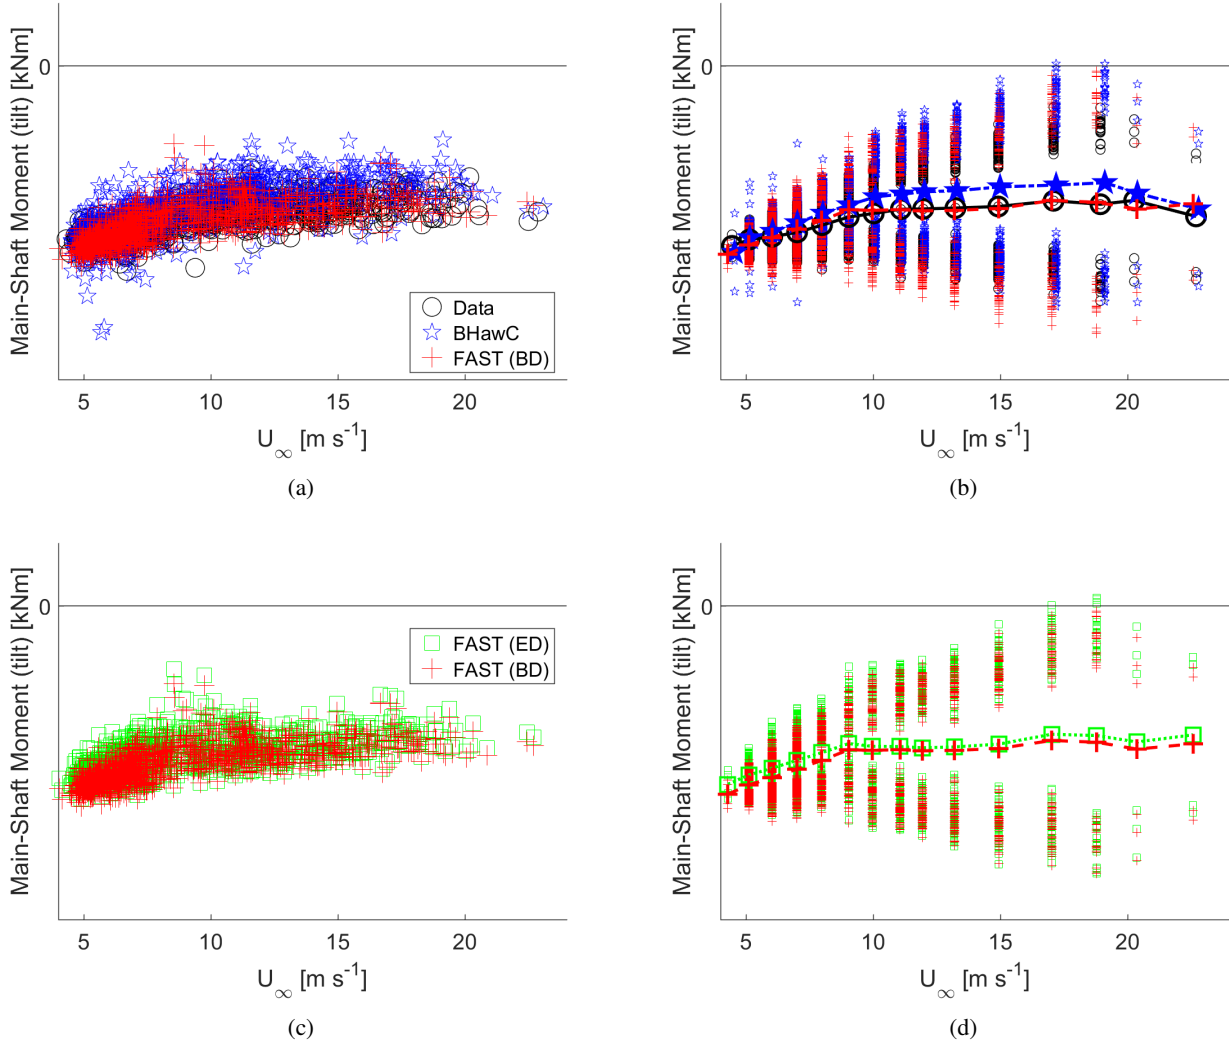 Main-Shaft Moment (tilt) [kNm]
0
Data
BHawC
FAST (BD)
5 10 15 20
U∞ [m s-1]
(a)
Main-Shaft Moment (tilt) [kNm]
0
5 10 15 20
U∞ [m s-1]
(b)
Main-Shaft Moment (tilt) [kNm]
0
FAST (ED)
FAST (BD)
5 10 15 20
U∞ [m s-1]
(c)
Main-Shaft Moment (tilt) [kNm]
0
5 10 15 20
U∞ [m s-1]
(d)